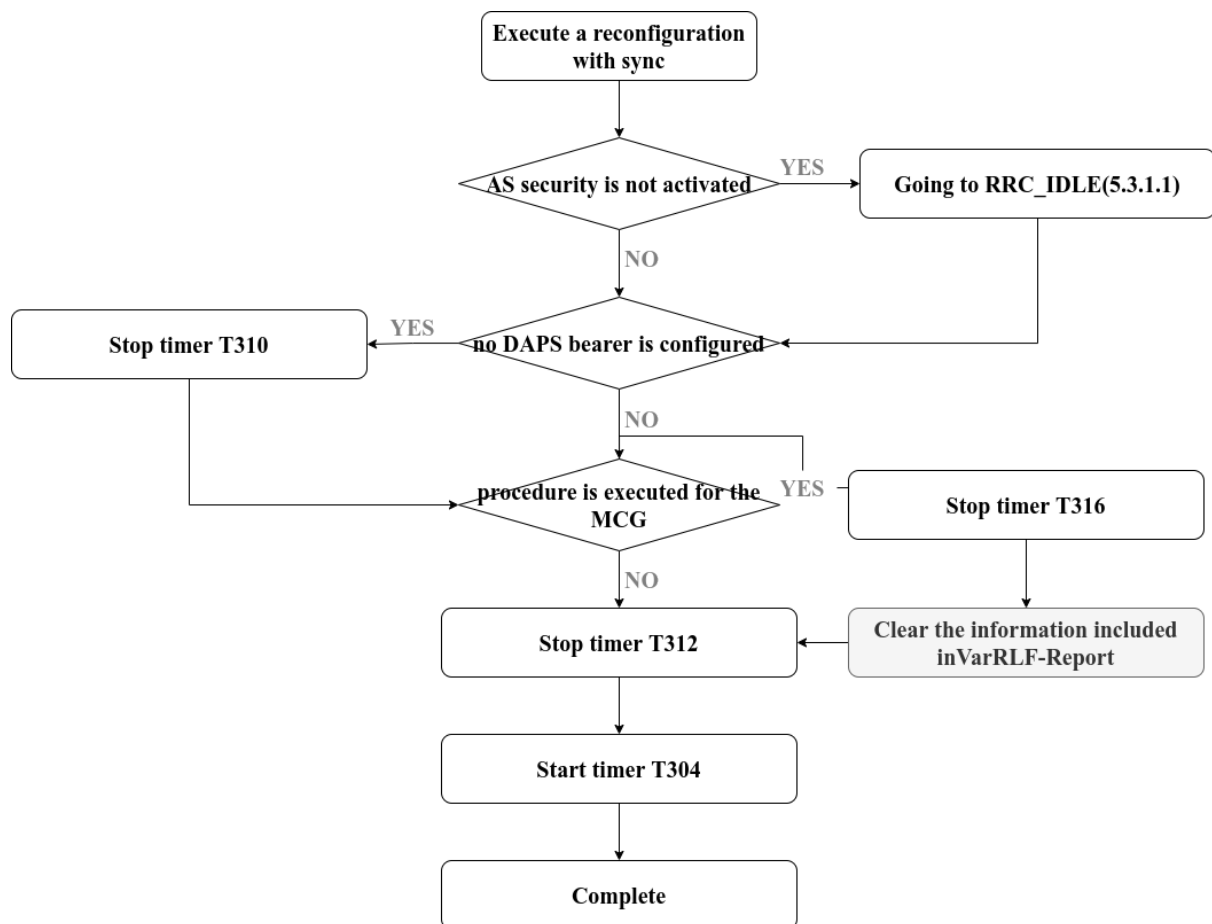 Execute a reconfiguration
with sync
AS security is not activated
YES
Going to RRC_IDLE(5.3.1.1)
NO
Stop timer T310
YES
no DAPS bearer is configured
NO
procedure is executed for the
MCG
YES
Stop timer T316
NO
Stop timer T312
Clear the information included
inVarRLF-Report
Start timer T304
Complete